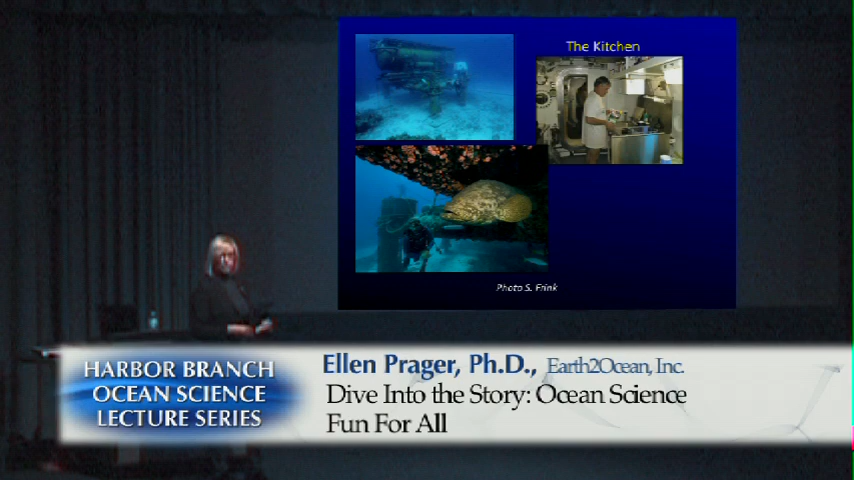 The Kitchen
Photo S. Frink
HARBOR BRANCH
OCEAN SCIENCE
LECTURE SERIES
Ellen Prager, Ph.D., Earth2Ocean, Inc.
Dive Into the Story: Ocean Science
Fun For All